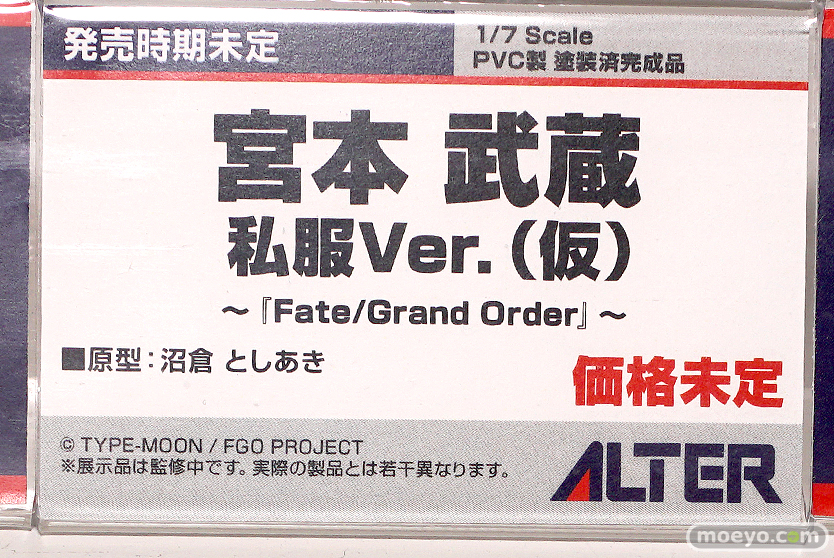 発売時期未定
1/7 Scale
PVC製 塗装済完成品
宮本 武蔵
私服Ver.（仮）
～『Fate/Grand Order』～
■原型：沼倉 としあき
価格未定
© TYPE-MOON / FGO PROJECT
※展示品は監修中です。実際の製品とは若干異なります。
ALTER
moeyo.com